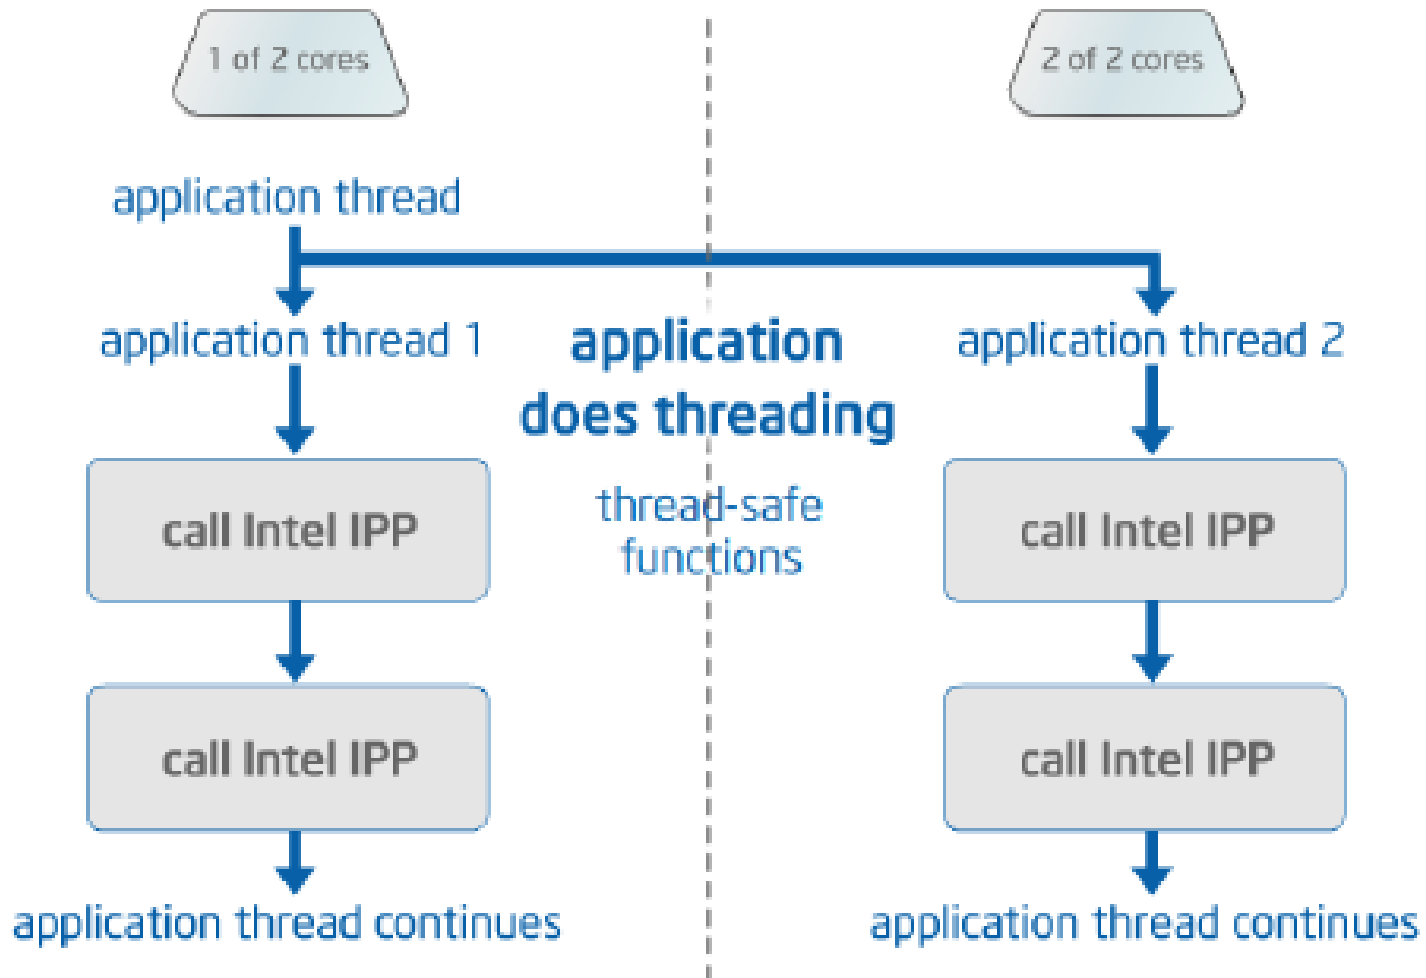 1 of 2 cores
2 of 2 cores
application thread
application thread 1
application
does threading
application thread 2
thread-safe
functions
call Intel IPP
call Intel IPP
call Intel IPP
call Intel IPP
application thread continues
application thread continues